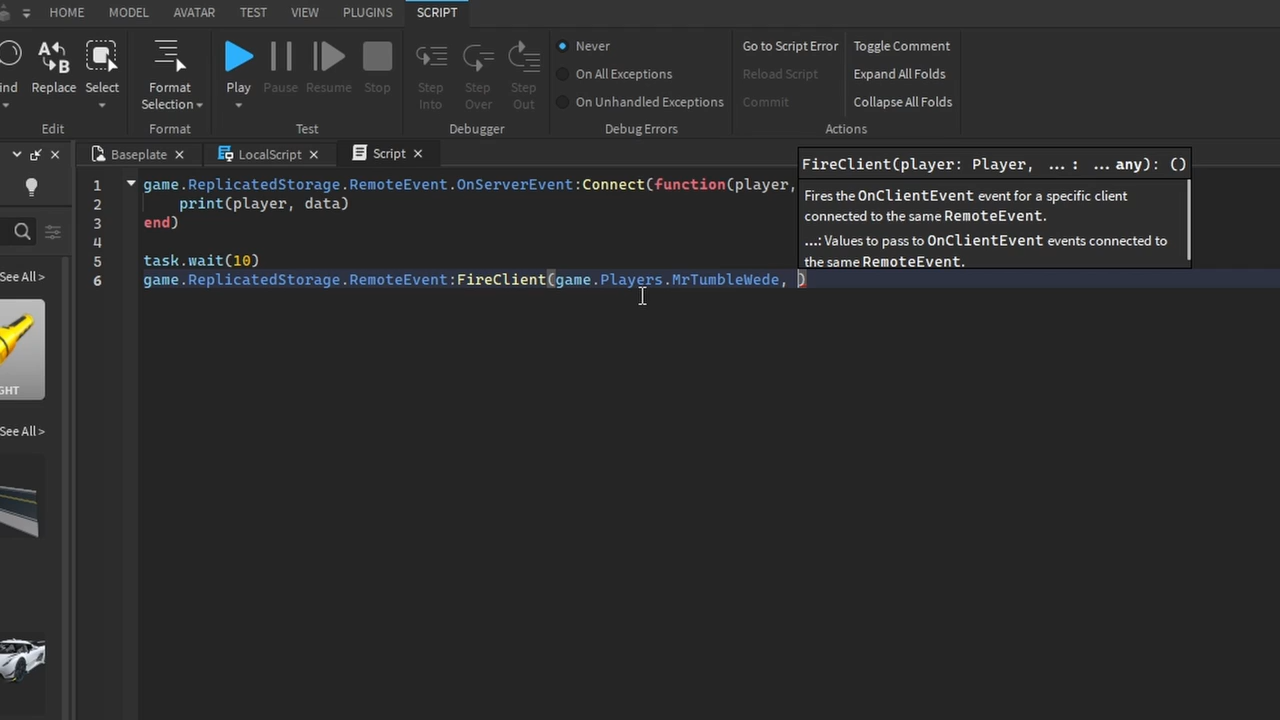 HOME MODEL AVATAR TEST VIEW PLUGINS SCRIPT
Never Go to Script Error Toggle Comment
On All Exceptions Reload Script Expand All Folds
On Unhandled Exceptions Commit Collapse All Folds
Replace Select Format Selection Play Pause Resume Stop Step Into Step Over Step Out
Edit Format Test Debugger Debug Errors Actions
Baseplate LocalScript Script
FireClient(player: Player, ...: ... any): ()
Fires the OnClientEvent event for a specific client
connected to the same RemoteEvent.
...: Values to pass to OnClientEvent events connected to
the same RemoteEvent.
1 game.ReplicatedStorage.RemoteEvent.OnServerEvent:Connect(function(player,
2 print(player, data)
3 end)
4
5 task.wait(10)
6 game.ReplicatedStorage.RemoteEvent:FireClient(game.Players.MrTumbleWede, )
See All >
See All >